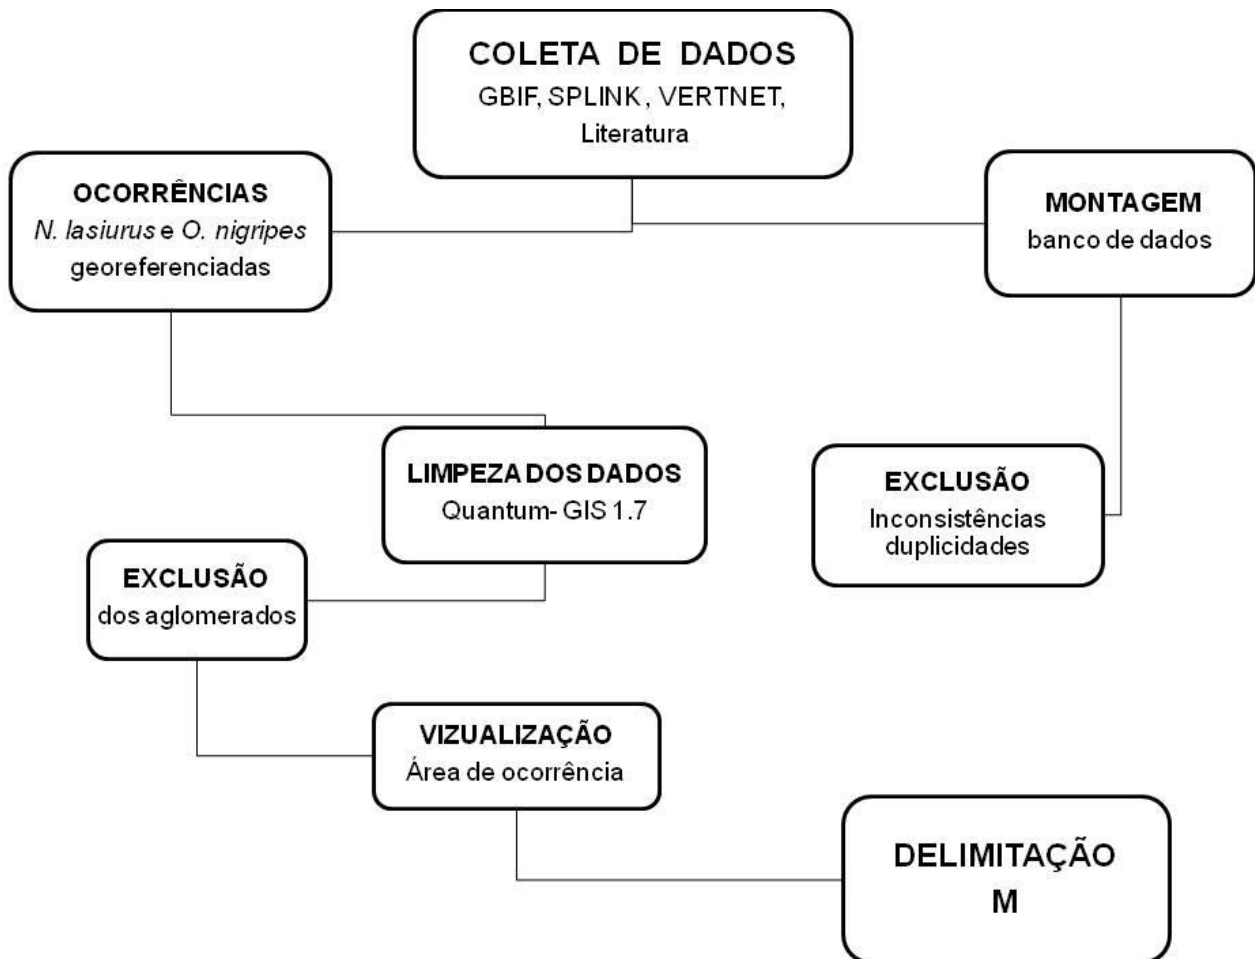 COLETA DE DADOS
GBIF, SPLINK, VERTNET,
Literatura
OCORRÊNCIAS
N. lasiurus e O. nigripes
georeferenciadas
MONTAGEM
banco de dados
LIMPEZA DOS DADOS
Quantum- GIS 1.7
EXCLUSÃO
Inconsistências
duplicidades
EXCLUSÃO
dos aglomerados
VIZUALIZAÇÃO
Área de ocorrência
DELIMITAÇÃO
M